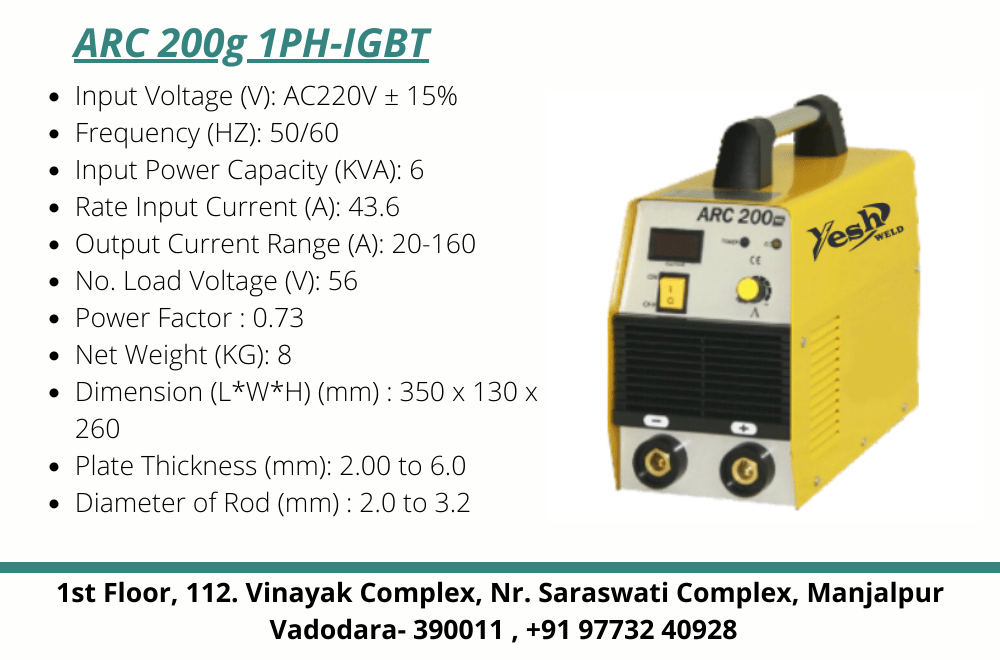 ARC 200g 1PH-IGBT
• Input Voltage (V): AC220V ± 15%
• Frequency (HZ): 50/60
• Input Power Capacity (KVA): 6
• Rate Input Current (A): 43.6
• Output Current Range (A): 20-160
• No. Load Voltage (V): 56
• Power Factor : 0.73
• Net Weight (KG): 8
• Dimension (L*W*H) (mm) : 350 x 130 x
260
• Plate Thickness (mm): 2.00 to 6.0
• Diameter of Rod (mm) : 2.0 to 3.2
ARC 200
Yesh
WELD
POWER
CE
ON
OFF
A
− +
1st Floor, 112. Vinayak Complex, Nr. Saraswati Complex, Manjalpur
Vadodara- 390011 , +91 97732 40928